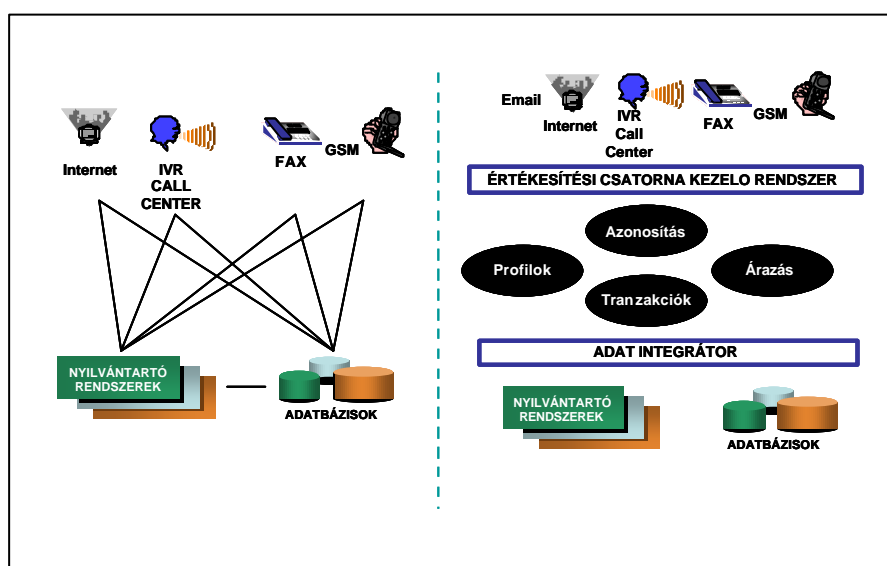 Internet
IVR
CALL
CENTER
FAX
GSM
NYILVÁNTARTÓ
RENDSZEREK
ADATBÁZISOK
Email
Internet
IVR
Call
Center
FAX
GSM
ÉRTÉKESÍTÉSI CSATORNA KEZELO RENDSZER
Azonosítás
Profilok
Árazás
Tranzakciók
ADAT INTEGRÁTOR
NYILVÁNTARTÓ
RENDSZEREK
ADATBÁZISOK